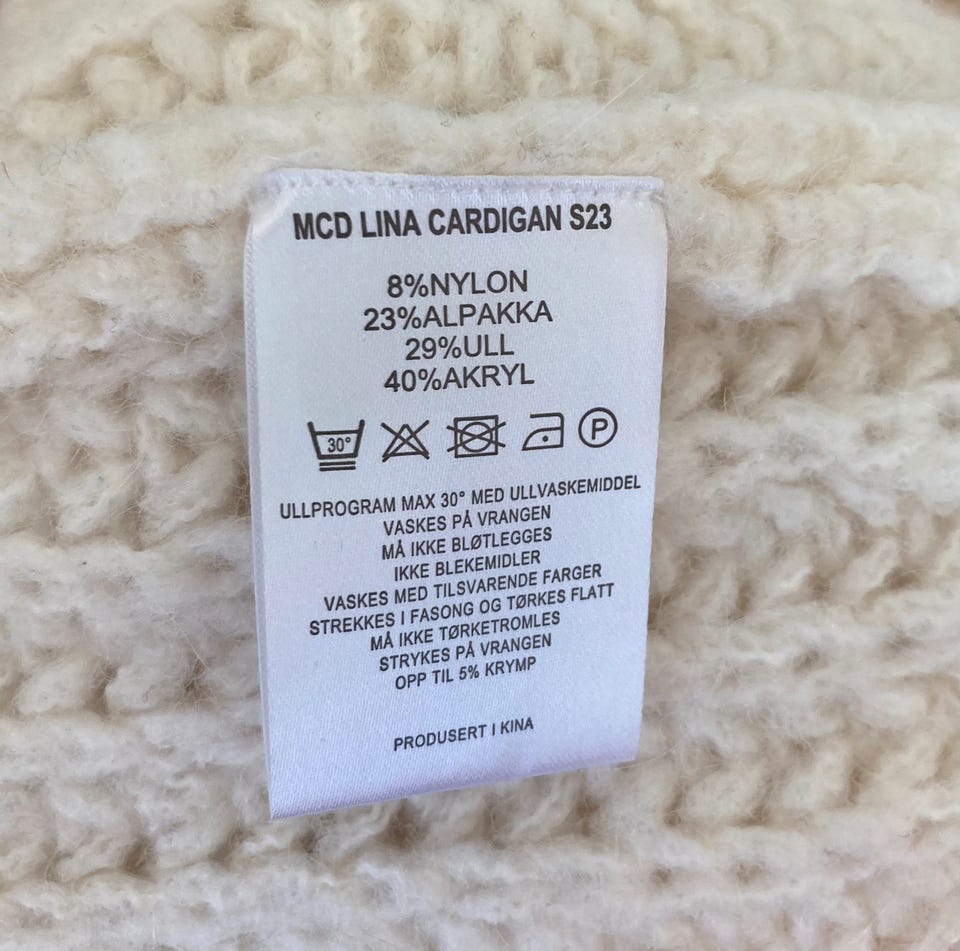 MCD LINA CARDIGAN S23
8%NYLON
23%ALPAKKA
29%ULL
40%AKRYL
30° P
ULLPROGRAM MAX 30° MED ULLVASKEMIDDEL
VASKES PÅ VRANGEN
MÅ IKKE BLØTLEGGES
IKKE BLEKEMIDLER
VASKES MED TILSVARENDE FARGER
STREKKES I FASONG OG TØRKES FLATT
MÅ IKKE TØRKETROMLES
STRYKES PÅ VRANGEN
OPP TIL 5% KRYMP
PRODUSERT I KINA